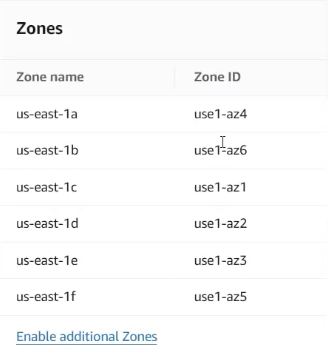 Zones
Zone name Zone ID
us-east-1a use1-az4
us-east-1b use1-az6
us-east-1c use1-az1
us-east-1d use1-az2
us-east-1e use1-az3
us-east-1f use1-az5
Enable additional Zones